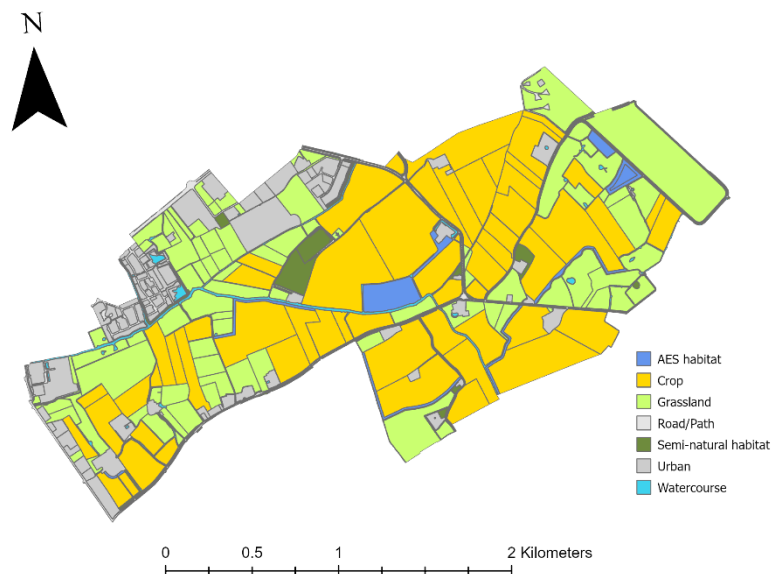 N
AES habitat
Crop
Grassland
Road/Path
Semi-natural habitat
Urban
Watercourse
0 0.5 1 2 Kilometers